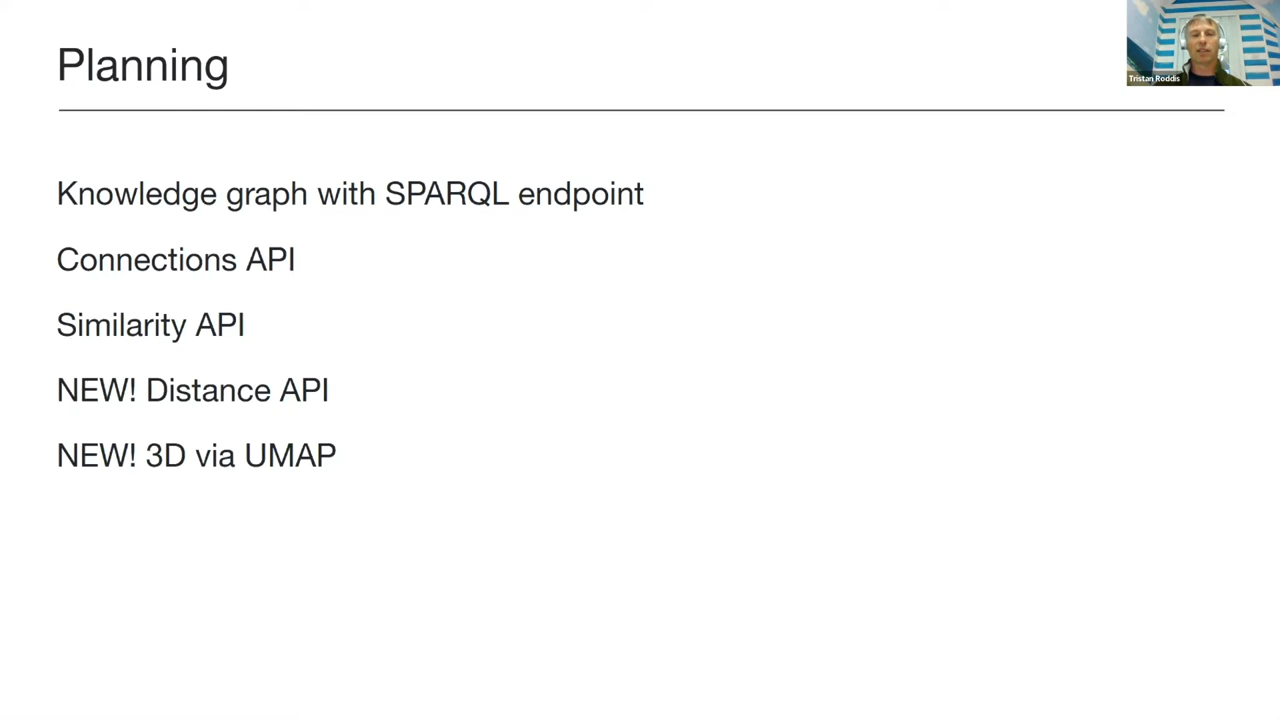 Planning
Tristan Roddis
Knowledge graph with SPARQL endpoint
Connections API
Similarity API
NEW! Distance API
NEW! 3D via UMAP